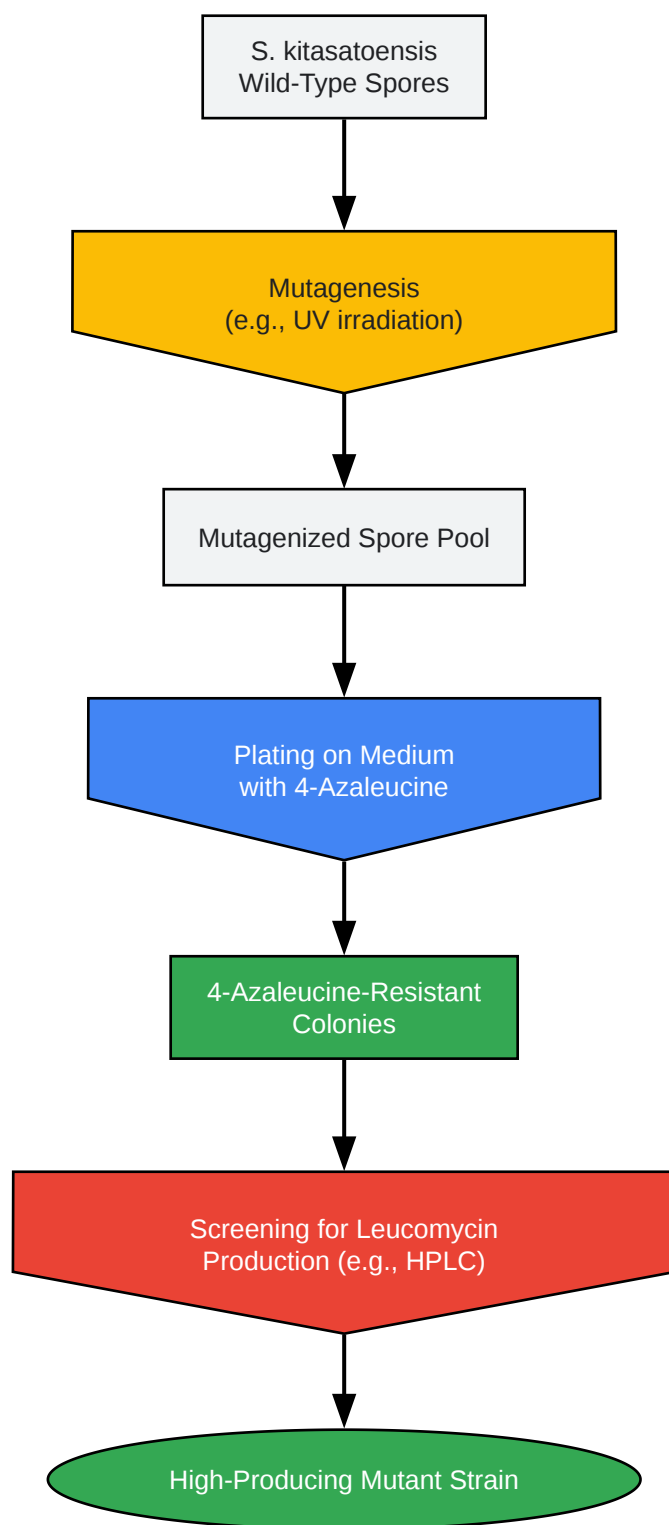 S. kitasatoensis
Wild-Type Spores
Mutagenesis
(e.g., UV irradiation)
Mutagenized Spore Pool
Plating on Medium
with 4-Azaleucine
4-Azaleucine-Resistant
Colonies
Screening for Leucomycin
Production (e.g., HPLC)
High-Producing Mutant Strain